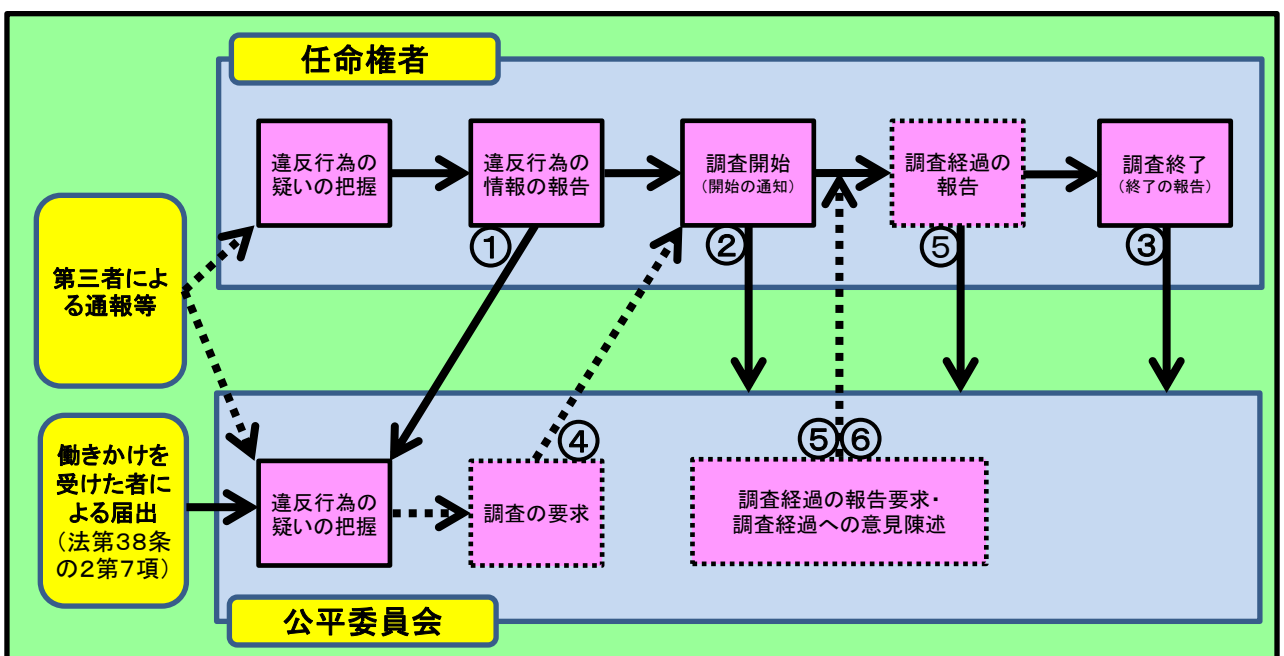 任命権者
違反行為の
疑いの把握
違反行為の
情報の報告
調査開始
（開始の通知）
調査経過の
報告
調査終了
（終了の報告）
①
②
⑤
③
第三者によ
る通報等
働きかけを
受けた者に
よる届出
（法第38条
の2第7項）
違反行為の
疑いの把握
④
調査の要求
⑤⑥
調査経過の報告要求・
調査経過への意見陳述
公平委員会